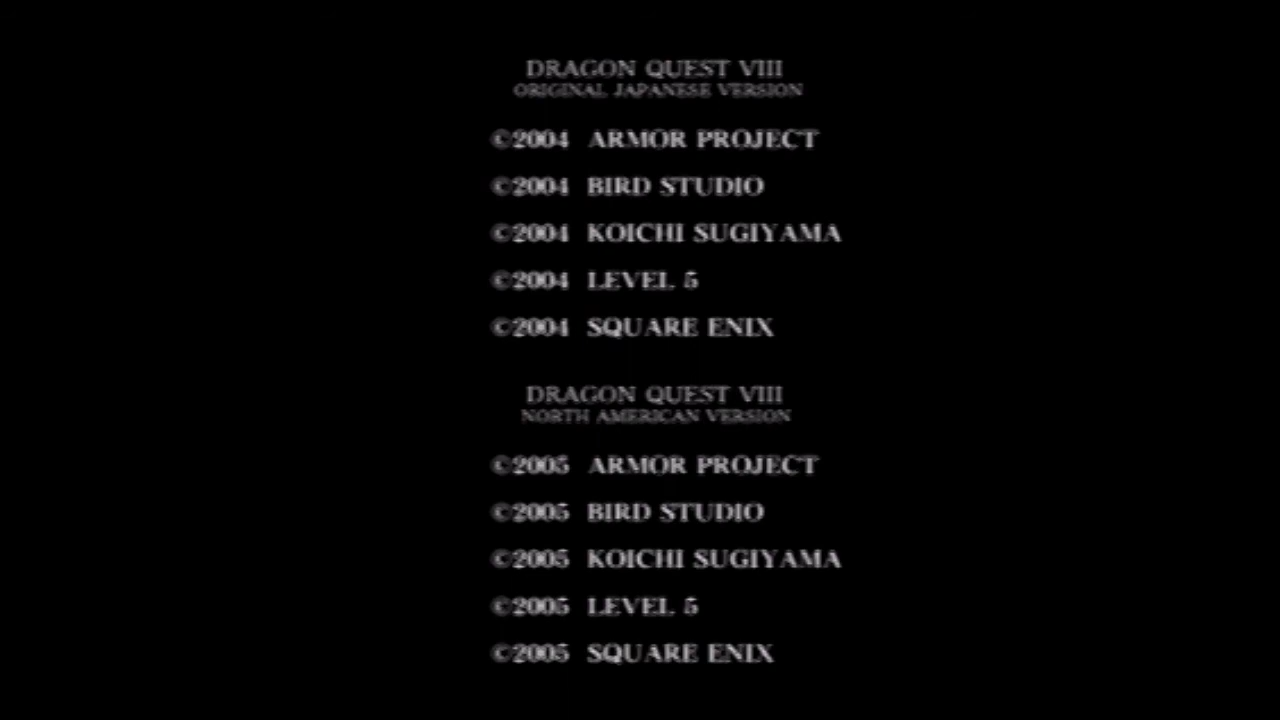 DRAGON QUEST VIII
ORIGINAL JAPANESE VERSION
©2004 ARMOR PROJECT
©2004 BIRD STUDIO
©2004 KOICHI SUGIYAMA
©2004 LEVEL 5
©2004 SQUARE ENIX
DRAGON QUEST VIII
NORTH AMERICAN VERSION
©2005 ARMOR PROJECT
©2005 BIRD STUDIO
©2005 KOICHI SUGIYAMA
©2005 LEVEL 5
©2005 SQUARE ENIX